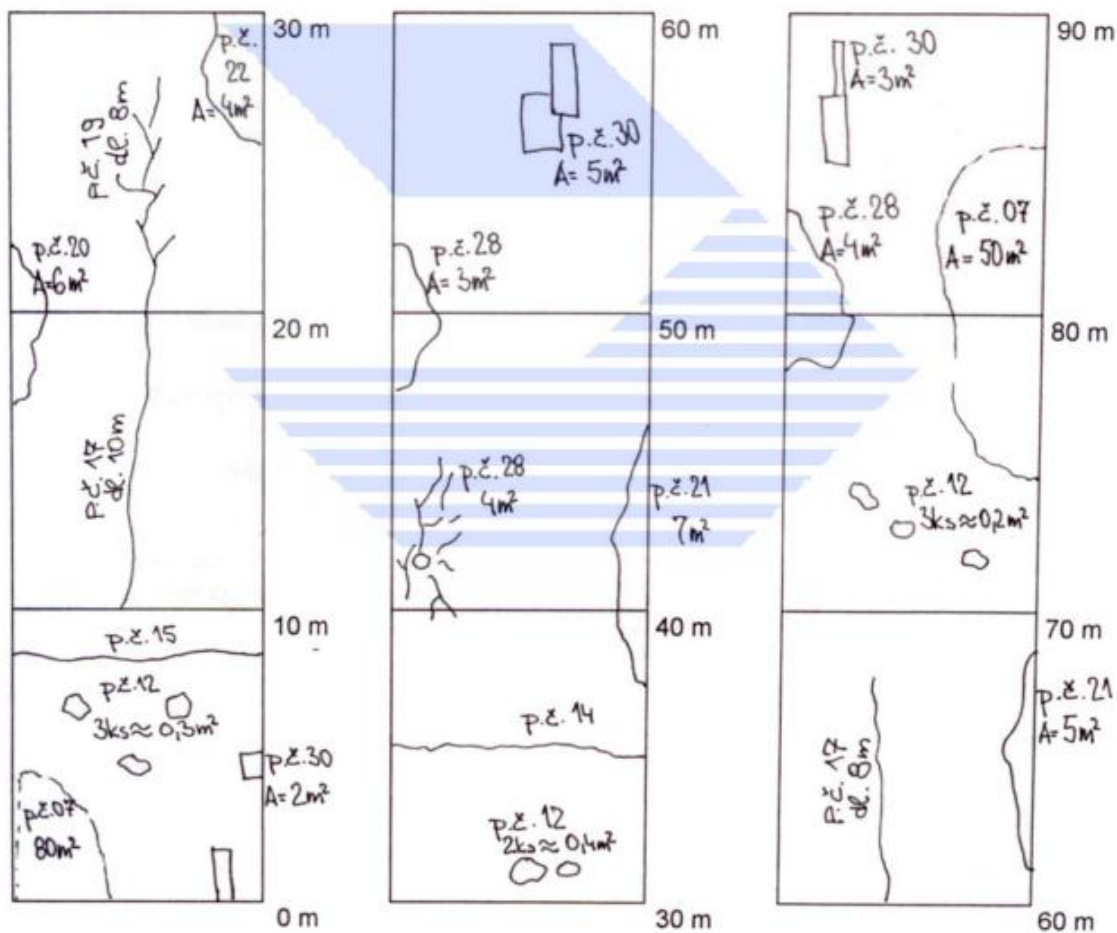 30 m
p.č.
22
A= 4m²
p.č. 19
dl. 8m
p.č.20
A=6m²
20 m
p.č. 17
dl. 10m
10 m
p.č.15
p.č.12
3ks≈0,3m²
p.č.30
A=2m²
p.č.07
80m²
0 m
60 m
p.č.30
A= 5m²
p.č.28
A= 3m²
50 m
p.č.28
4m²
p.č.21
7m²
40 m
p.č. 14
p.č.12
2ks≈0,4m²
30 m
90 m
p.č. 30
A=3m²
p.č.28
A=4m²
p.č.07
A=50m²
80 m
p.č.12
3ks≈0,2m²
70 m
p.č.21
A=5m²
p.č. 17
dl. 8m
60 m